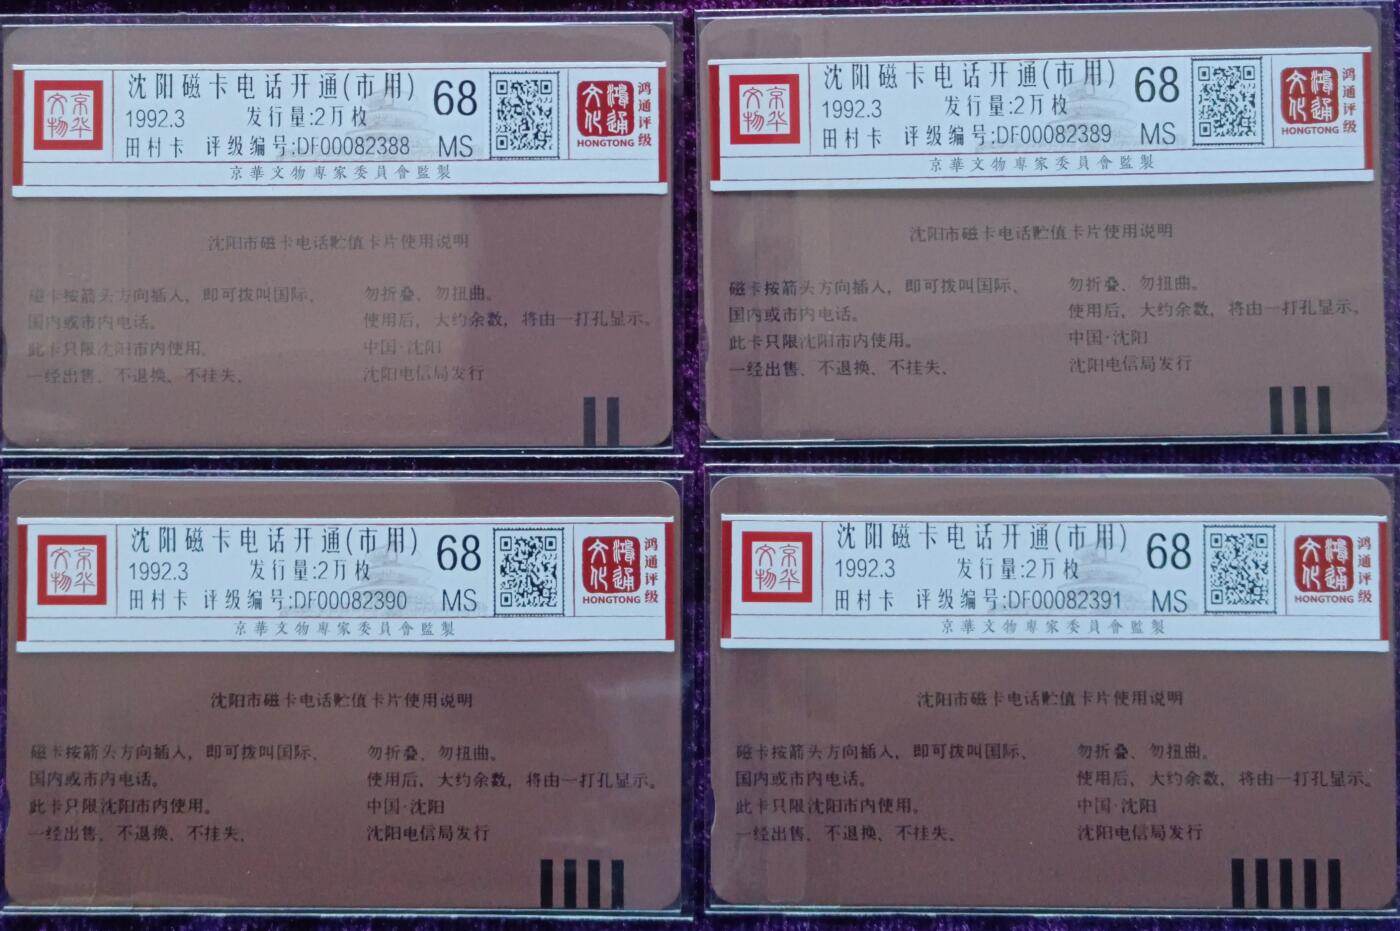 京华文物
沈阳磁卡电话开通(市用)
1992.3 发行量:2万枚
田村卡 评级编号:DF00082388
68
MS
鸿通文化
HONGTONG
鸿通评级
京華文物專家委員會監製
沈阳市磁卡电话贮值卡片使用说明
磁卡按箭头方向插入，即可拨叫国际、
国内或市内电话。
此卡只限沈阳市内使用。
一经出售、不退换、不挂失、
勿折叠、勿扭曲。
使用后，大约余数，将由一打孔显示。
中国·沈阳
沈阳电信局发行
京华文物
沈阳磁卡电话开通(市用)
1992.3 发行量:2万枚
田村卡 评级编号:DF00082389
68
MS
鸿通文化
HONGTONG
鸿通评级
京華文物專家委員會監製
沈阳市磁卡电话贮值卡片使用说明
磁卡按箭头方向插入，即可拨叫国际、
国内或市内电话。
此卡只限沈阳市内使用。
一经出售、不退换、不挂失、
勿折叠、勿扭曲。
使用后，大约余数，将由一打孔显示。
中国·沈阳
沈阳电信局发行
京华文物
沈阳磁卡电话开通(市用)
1992.3 发行量:2万枚
田村卡 评级编号:DF00082390
68
MS
鸿通文化
HONGTONG
鸿通评级
京華文物專家委員會監製
沈阳市磁卡电话贮值卡片使用说明
磁卡按箭头方向插入，即可拨叫国际、
国内或市内电话。
此卡只限沈阳市内使用。
一经出售、不退换、不挂失、
勿折叠、勿扭曲。
使用后，大约余数，将由一打孔显示。
中国·沈阳
沈阳电信局发行
京华文物
沈阳磁卡电话开通(市用)
1992.3 发行量:2万枚
田村卡 评级编号:DF00082391
68
MS
鸿通文化
HONGTONG
鸿通评级
京華文物專家委員會監製
沈阳市磁卡电话贮值卡片使用说明
磁卡按箭头方向插入，即可拨叫国际、
国内或市内电话。
此卡只限沈阳市内使用。
一经出售、不退换、不挂失、
勿折叠、勿扭曲。
使用后，大约余数，将由一打孔显示。
中国·沈阳
沈阳电信局发行